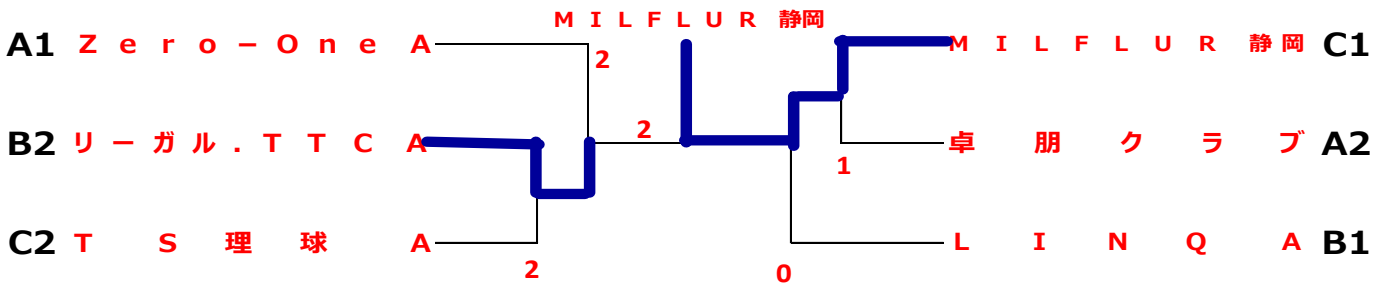 MILFLUR 静岡
A1 Zero-One A
2
MILFLUR 静岡 C1
B2 リーガル.TTC A
2
卓朋クラブ A2
1
C2 TS理球 A
2
0
LINQA B1